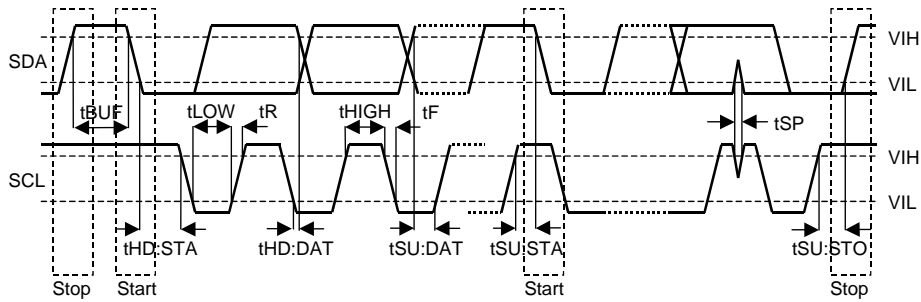 VIH
SDA
VIL
tBUF tLOW tR tHIGH tF tSP
VIH
SCL
VIL
tHD:STA tHD:DAT tSU:DAT tSU:STA tSU:STO
Stop Start Start Stop